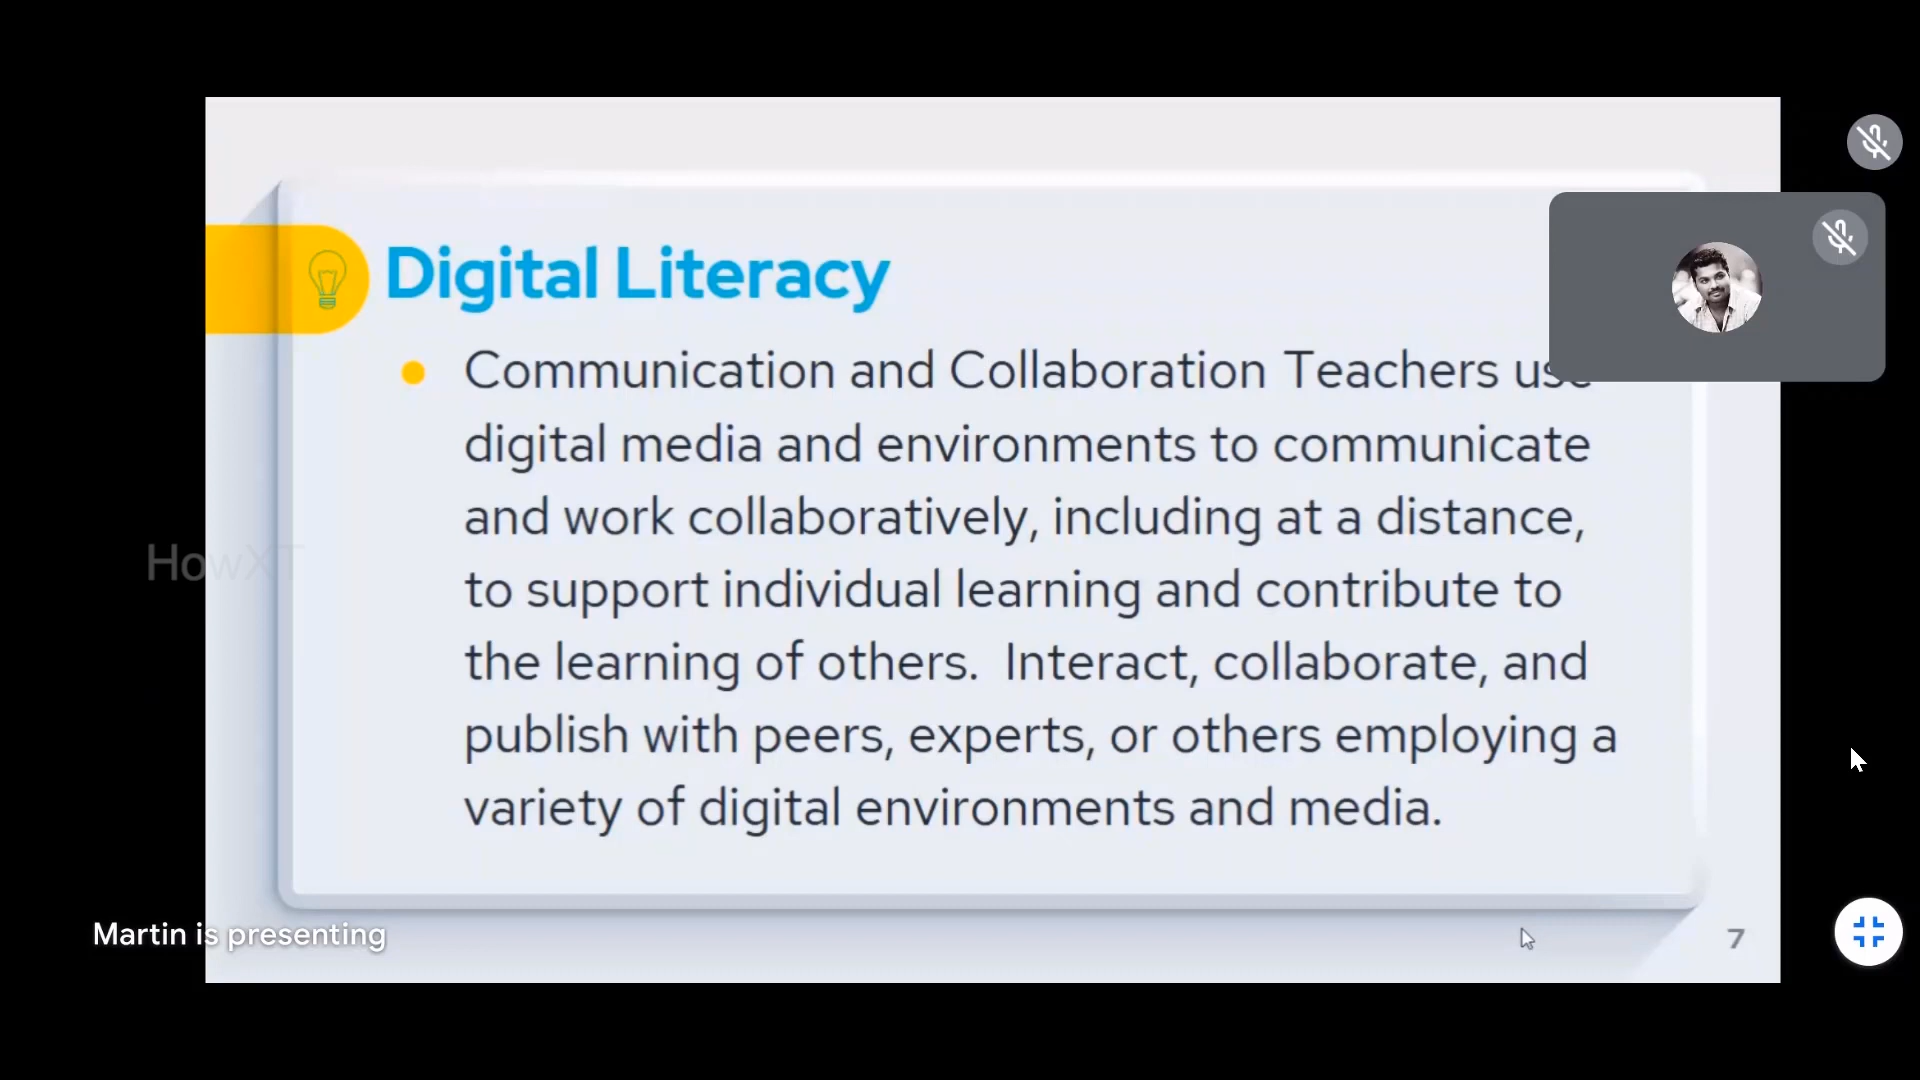 Digital Literacy
Communication and Collaboration Teachers use
digital media and environments to communicate
and work collaboratively, including at a distance,
to support individual learning and contribute to
the learning of others. Interact, collaborate, and
publish with peers, experts, or others employing a
variety of digital environments and media.
HowXT
Martin is presenting
7